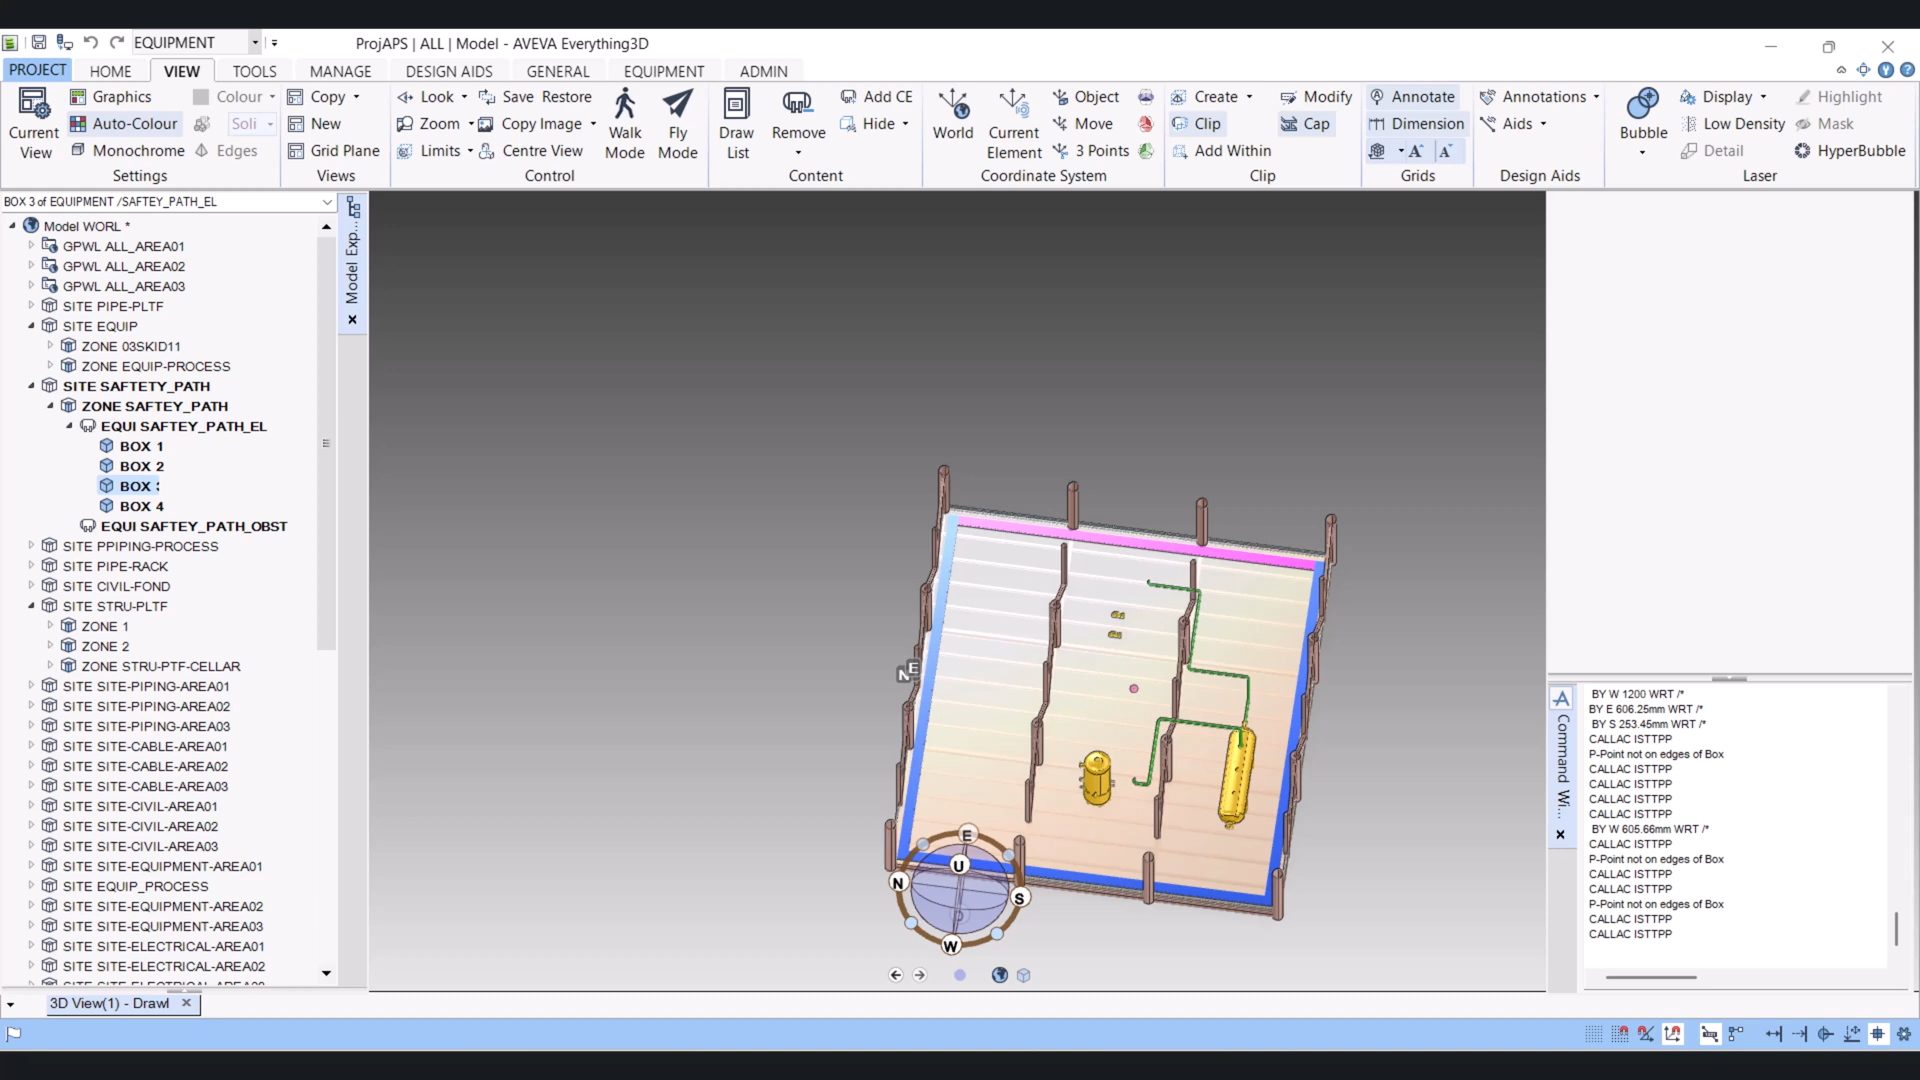 EQUIPMENT
ProjAPS | ALL | Model - AVEVA Everything3D
PROJECT HOME VIEW TOOLS MANAGE DESIGN AIDS GENERAL EQUIPMENT ADMIN
Current View
Graphics
Auto-Colour
Monochrome
Colour
Soli
Edges
Settings
Copy
New
Grid Plane
Views
Look
Zoom
Limits
Save Restore
Copy Image
Centre View
Walk Mode
Fly Mode
Control
Draw List
Remove
Add CE
Hide
Content
World
Current Element
Object
Move
3 Points
Coordinate System
Create
Clip
Add Within
Modify
Cap
Clip
Annotate
Dimension
A A
Grids
Annotations
Aids
Design Aids
Bubble
Display
Low Density
Detail
Highlight
Mask
HyperBubble
Laser
BOX 3 of EQUIPMENT /SAFTEY_PATH_EL
Model WORL *
GPWL ALL_AREA01
GPWL ALL_AREA02
GPWL ALL_AREA03
SITE PIPE-PLTF
SITE EQUIP
ZONE 03SKID11
ZONE EQUIP-PROCESS
SITE SAFTETY_PATH
ZONE SAFTEY_PATH
EQUI SAFTEY_PATH_EL
BOX 1
BOX 2
BOX
BOX 4
EQUI SAFTEY_PATH_OBST
SITE PPIPING-PROCESS
SITE PIPE-RACK
SITE CIVIL-FOND
SITE STRU-PLTF
ZONE 1
ZONE 2
ZONE STRU-PTF-CELLAR
SITE SITE-PIPING-AREA01
SITE SITE-PIPING-AREA02
SITE SITE-PIPING-AREA03
SITE SITE-CABLE-AREA01
SITE SITE-CABLE-AREA02
SITE SITE-CABLE-AREA03
SITE SITE-CIVIL-AREA01
SITE SITE-CIVIL-AREA02
SITE SITE-CIVIL-AREA03
SITE SITE-EQUIPMENT-AREA01
SITE EQUIP_PROCESS
SITE SITE-EQUIPMENT-AREA02
SITE SITE-EQUIPMENT-AREA03
SITE SITE-ELECTRICAL-AREA01
SITE SITE-ELECTRICAL-AREA02
Model Exp...
N E
E
U
N
S
W
Command Wi...
BY W 1200 WRT /*
BY E 606.25mm WRT /*
BY S 253.45mm WRT /*
CALLAC ISTTPP
P-Point not on edges of Box
CALLAC ISTTPP
CALLAC ISTTPP
CALLAC ISTTPP
CALLAC ISTTPP
BY W 605.66mm WRT /*
CALLAC ISTTPP
P-Point not on edges of Box
CALLAC ISTTPP
CALLAC ISTTPP
P-Point not on edges of Box
CALLAC ISTTPP
CALLAC ISTTPP
3D View(1) - Drawl